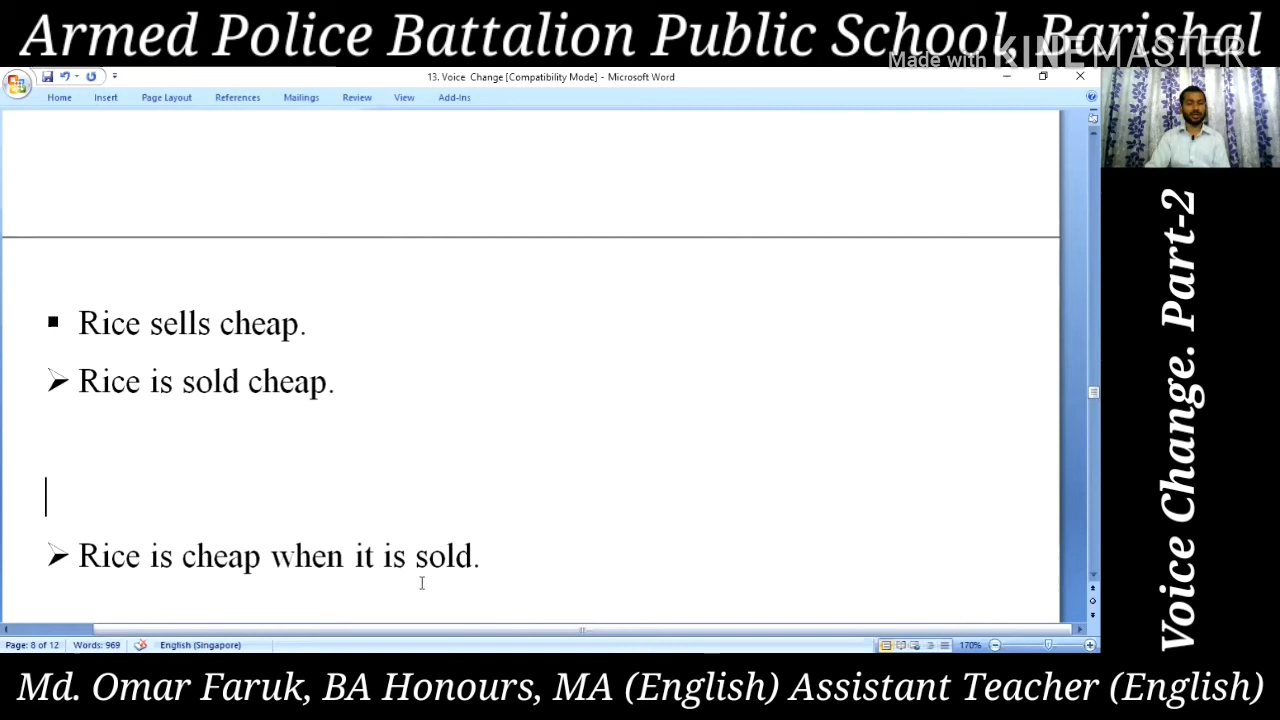 Armed Police Battalion Public School, Barishal
Made with KINEMASTER
13. Voice Change [Compatibility Mode] - Microsoft Word
Home Insert Page Layout References Mailings Review View Add-Ins
▪ Rice sells cheap.
➢ Rice is sold cheap.
➢ Rice is cheap when it is sold.
Page: 8 of 12 Words: 969 English (Singapore) 170%
Voice Change. Part-2
Md. Omar Faruk, BA Honours, MA (English) Assistant Teacher (English)